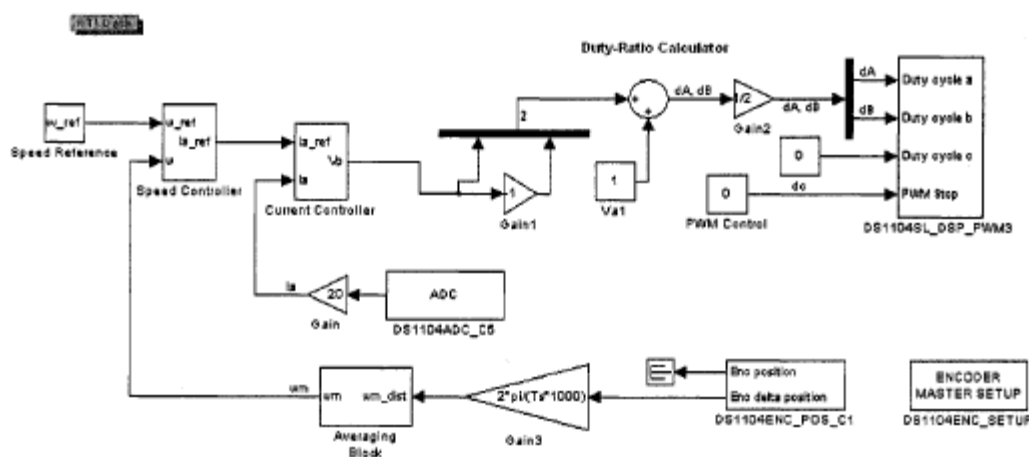 RTI Data
Duty-Ratio Calculator
w_ref
Speed Reference
w_ref
Ia_ref
w
Speed Controller
Ia_ref
Vo
Ia
Current Controller
2
1
Gain1
1
Va1
dA, dB
1/2
Gain2
dA, dB
dA
dB
0
0
dc
PWM Control
Duty cycle a
Duty cycle b
Duty cycle c
PWM Stop
DS1104SL_DSP_PWM3
Ia
20
Gain
ADC
DS1104ADC_C5
wm
wm
wm_dist
Averaging
Block
2*pi/(Ts*1000)
Gain3
Enc position
Enc delta position
DS1104ENC_POS_C1
ENCODER
MASTER SETUP
DS1104ENC_SETUP